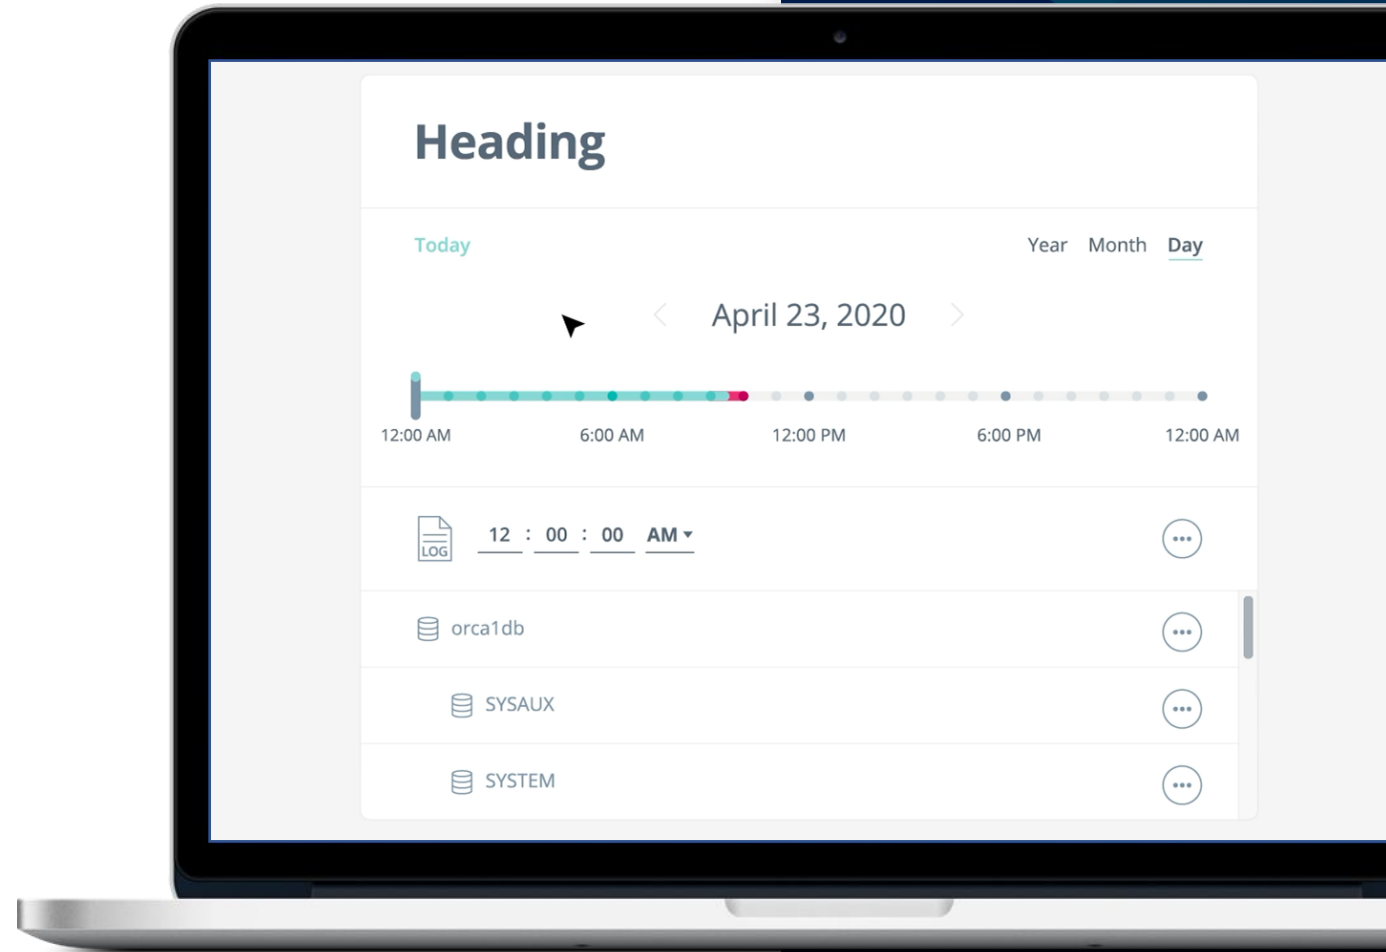 Heading
Today Year Month Day
April 23, 2020
12:00 AM 6:00 AM 12:00 PM 6:00 PM 12:00 AM
LOG 12 : 00 : 00 AM
orca1db
SYSAUX
SYSTEM